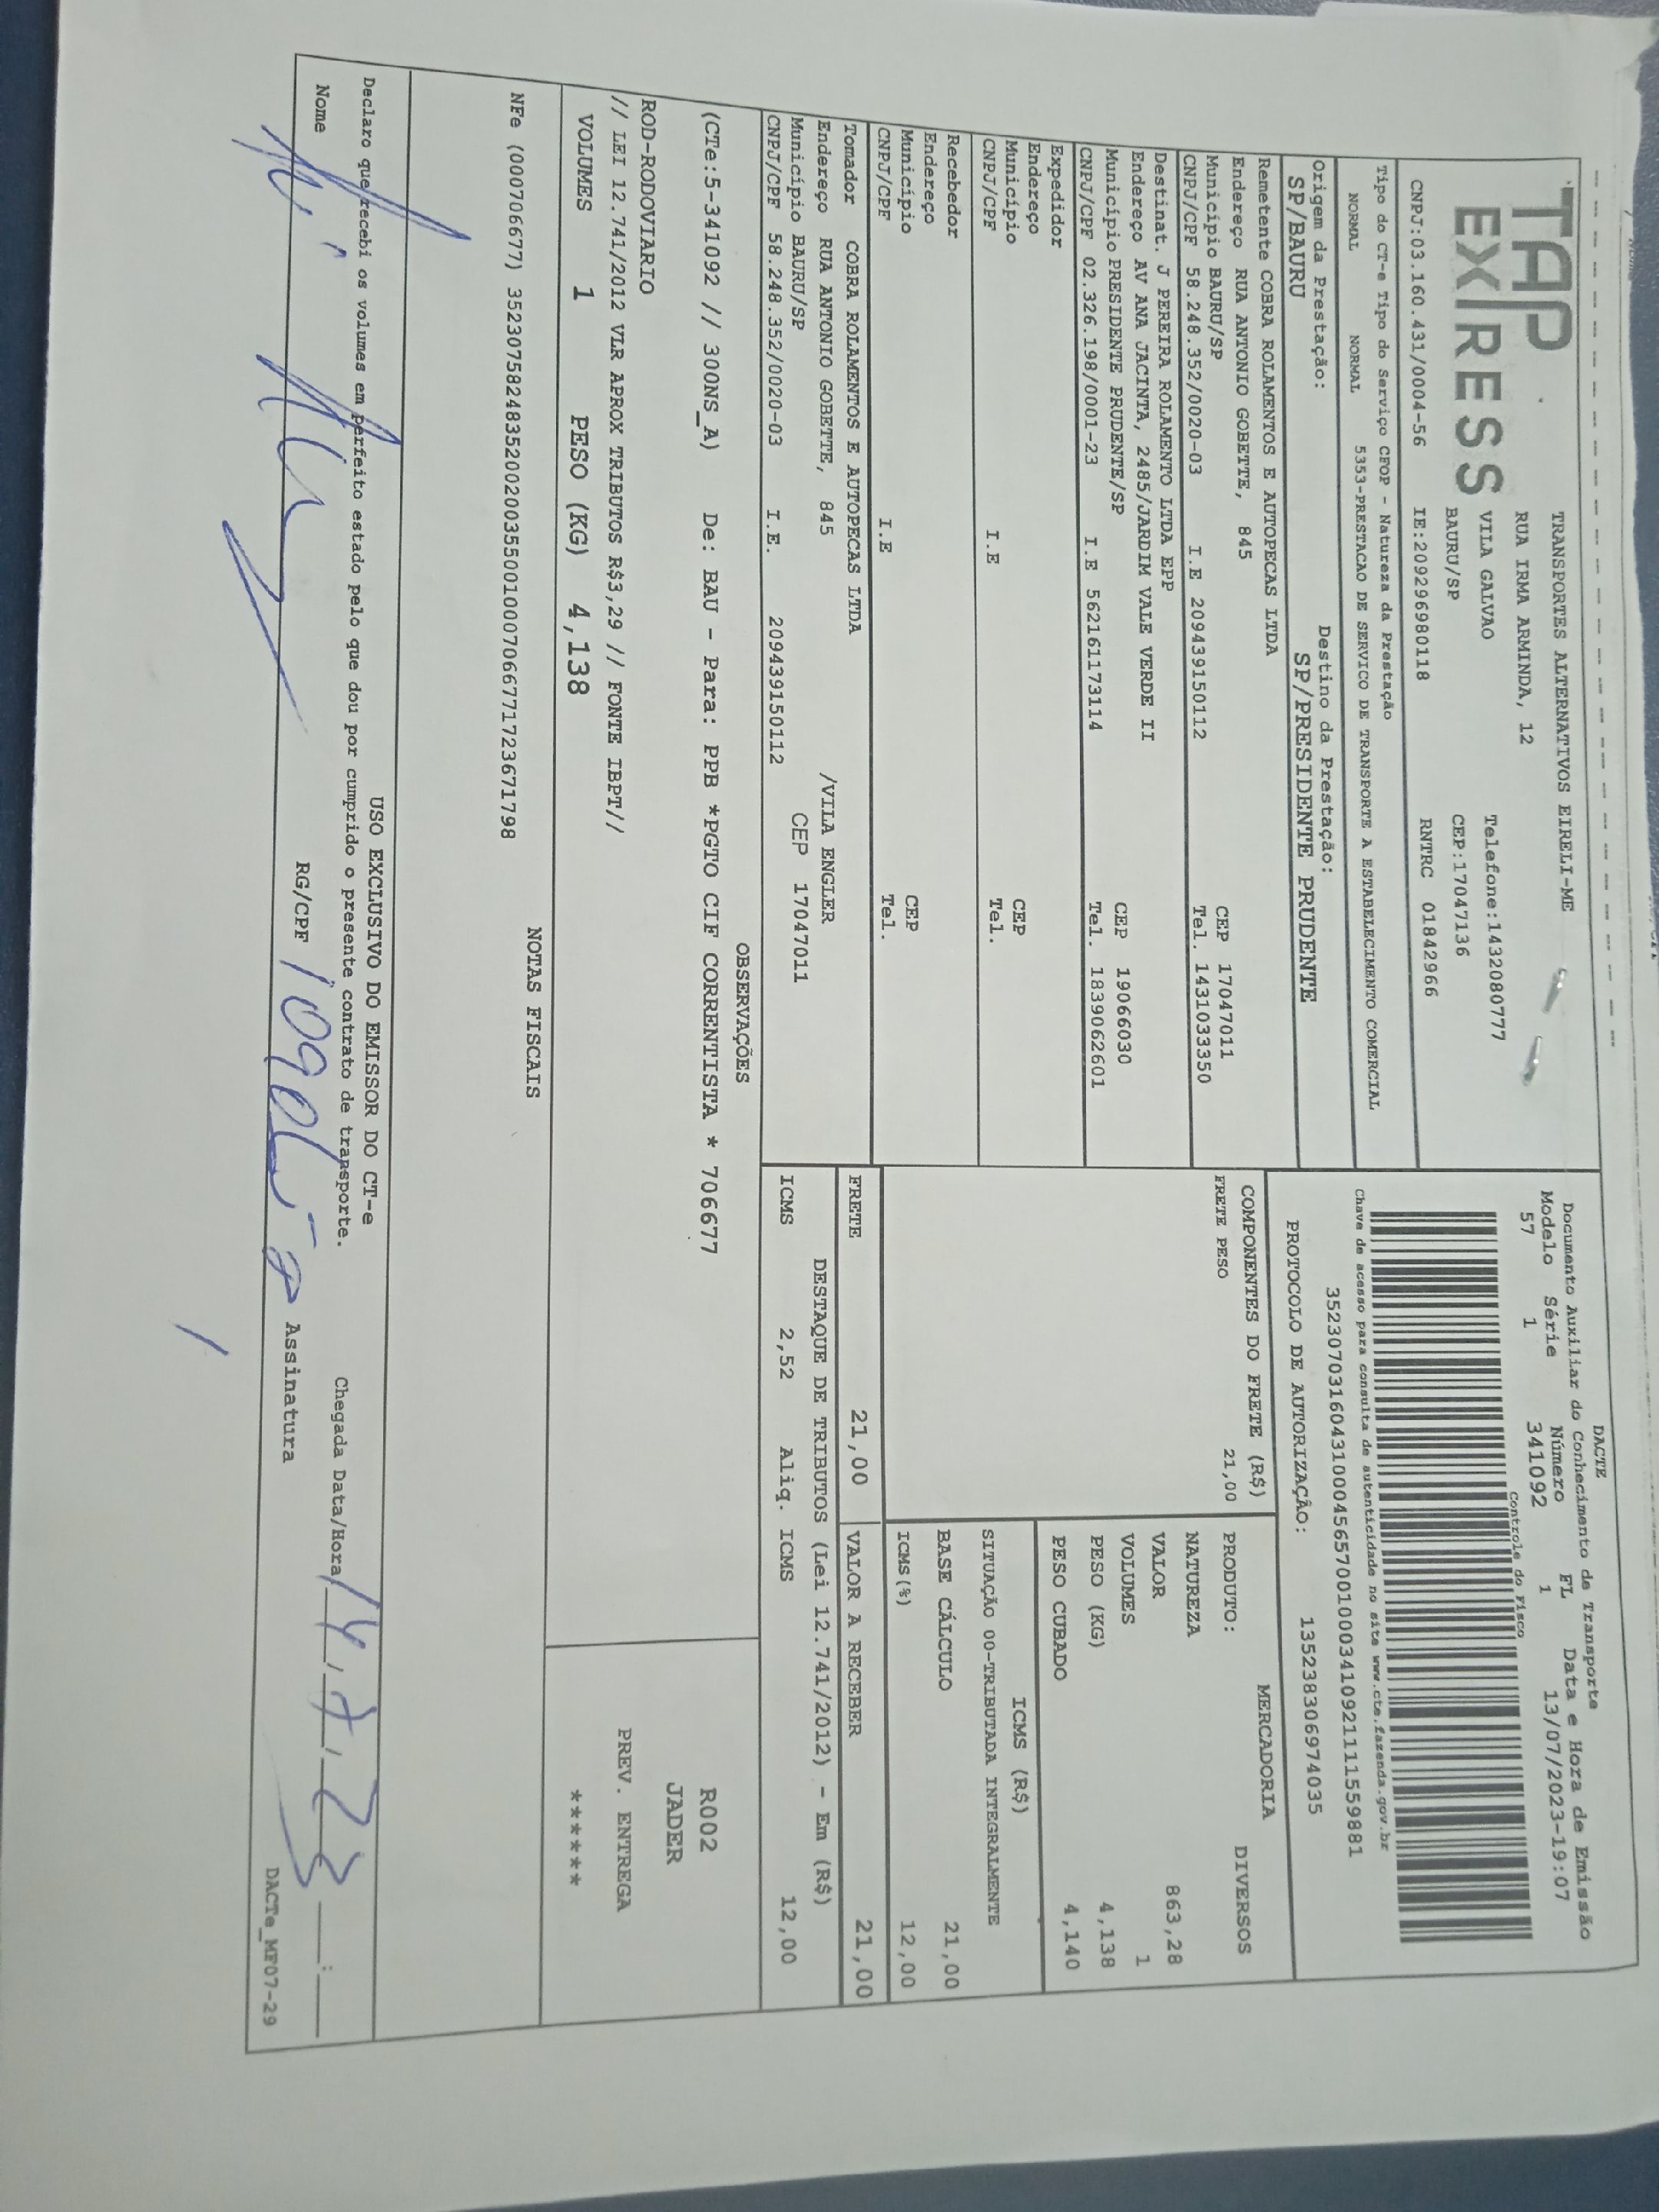 TAP
EXPRESS
TRANSPORTES ALTERNATIVOS EIRELI-ME
RUA IRMA ARMINDA, 12
VILA GALVAO Telefone:1432080777
BAURU/SP CEP:17047136
CNPJ:03.160.431/0004-56 IE:209296980118 RNTRC 01842966
DACTE
Documento Auxiliar do Conhecimento de Transporte
Modelo Série Número FL Data e Hora de Emissão
57 1 341092 1 13/07/2023-19:07
Controle do Fisco
Chave de acesso para consulta de autenticidade no site www.cte.fazenda.gov.br
35230703160431000456570010003410921111559881
PROTOCOLO DE AUTORIZAÇÃO: 135238306974035
Tipo do CT-e Tipo do Serviço CFOP - Natureza da Prestação
NORMAL NORMAL 5353-PRESTACAO DE SERVICO DE TRANSPORTE A ESTABELECIMENTO COMERCIAL
Origem da Prestação: Destino da Prestação:
SP/BAURU SP/PRESIDENTE PRUDENTE
Remetente COBRA ROLAMENTOS E AUTOPECAS LTDA
Endereço RUA ANTONIO GOBETTE, 845
Município BAURU/SP CEP 17047011
CNPJ/CPF 58.248.352/0020-03 I.E 209439150112 Tel. 1431033350
Destinat. J PEREIRA ROLAMENTO LTDA EPP
Endereço AV ANA JACINTA, 2485/JARDIM VALE VERDE II
Município PRESIDENTE PRUDENTE/SP CEP 19066030
CNPJ/CPF 02.326.198/0001-23 I.E 562161173114 Tel. 1839062601
Expedidor
Endereço
Município CEP
CNPJ/CPF I.E Tel.
Recebedor
Endereço
Município CEP
CNPJ/CPF I.E Tel.
Tomador COBRA ROLAMENTOS E AUTOPECAS LTDA
Endereço RUA ANTONIO GOBETTE, 845 /VILA ENGLER
Município BAURU/SP CEP 17047011
CNPJ/CPF 58.248.352/0020-03 I.E. 209439150112
COMPONENTES DO FRETE (R$)
FRETE PESO 21,00
MERCADORIA
PRODUTO: DIVERSOS
NATUREZA
VALOR 863,28
VOLUMES 1
PESO (KG) 4,138
PESO CUBADO 4,140
ICMS (R$)
SITUAÇÃO 00-TRIBUTADA INTEGRALMENTE
BASE CÁLCULO 21,00
ICMS(%) 12,00
FRETE 21,00 VALOR A RECEBER 21,00
DESTAQUE DE TRIBUTOS (Lei 12.741/2012) - Em (R$)
ICMS 2,52 Aliq. ICMS 12,00
OBSERVAÇÕES
(CTe:5-341092 // 300NS_A) De: BAU - Para: PPB *PGTO CIF CORRENTISTA * 706677
ROD-RODOVIARIO
// LEI 12.741/2012 VLR APROX TRIBUTOS R$3,29 // FONTE IBPT//
VOLUMES 1 PESO (KG) 4,138
R002
JADER
PREV. ENTREGA
******
NOTAS FISCAIS
NFe (000706677) 35230758248352002003550010007066771723671798
USO EXCLUSIVO DO EMISSOR DO CT-e
Declaro que recebi os volumes em perfeito estado pelo que dou por cumprido o presente contrato de transporte.
Chegada Data/Hora 14/7/23 __:__
Nome RG/CPF Assinatura
DACTe_MF07-29